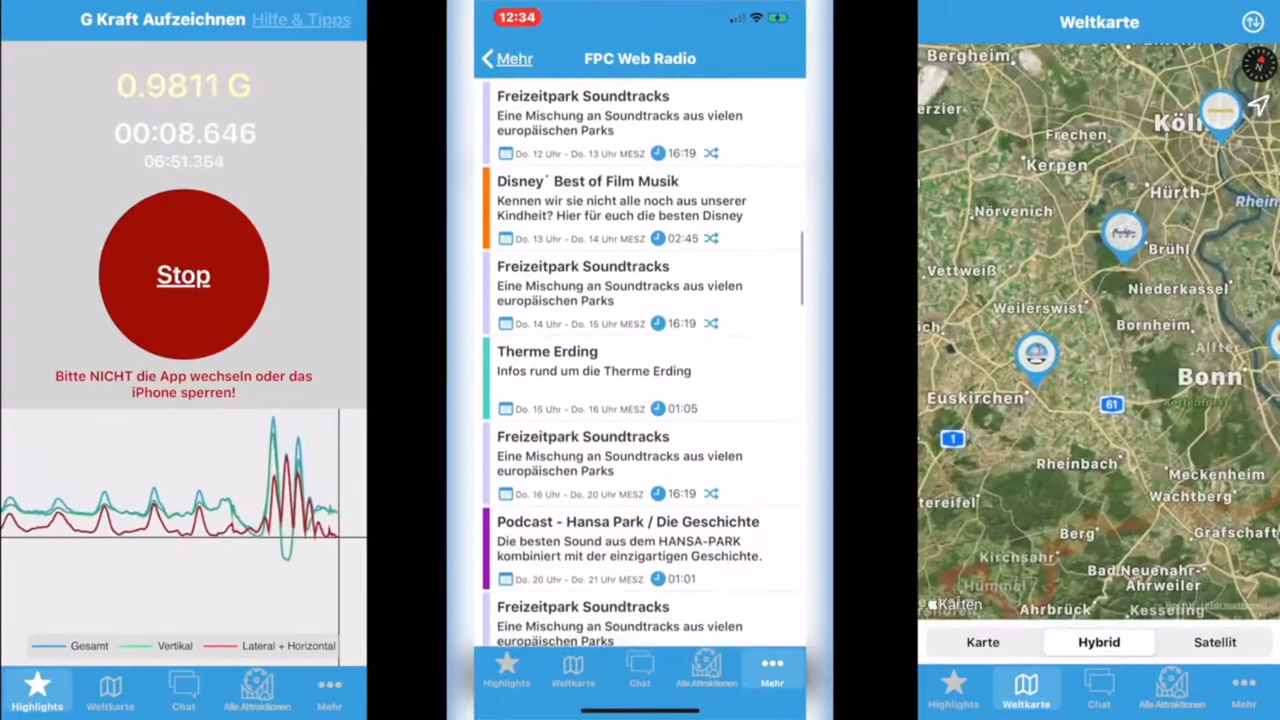 G Kraft Aufzeichnen
Hilfe & Tipps
0.9811 G
00:08.646
06:51.364
Stop
Bitte NICHT die App wechseln oder das
iPhone sperren!
Gesamt
Vertikal
Lateral + Horizontal
Highlights
Weltkarte
Chat
Alle Attraktionen
Mehr
12:34
Mehr
FPC Web Radio
Freizeitpark Soundtracks
Eine Mischung an Soundtracks aus vielen
europäischen Parks
Do. 12 Uhr - Do. 13 Uhr MESZ 16:19
Disney´ Best of Film Musik
Kennen wir sie nicht alle noch aus unserer
Kindheit? Hier für euch die besten Disney
Do. 13 Uhr - Do. 14 Uhr MESZ 02:45
Freizeitpark Soundtracks
Eine Mischung an Soundtracks aus vielen
europäischen Parks
Do. 14 Uhr - Do. 15 Uhr MESZ 16:19
Therme Erding
Infos rund um die Therme Erding
Do. 15 Uhr - Do. 16 Uhr MESZ 01:05
Freizeitpark Soundtracks
Eine Mischung an Soundtracks aus vielen
europäischen Parks
Do. 16 Uhr - Do. 20 Uhr MESZ 16:19
Podcast - Hansa Park / Die Geschichte
Die besten Sound aus dem HANSA-PARK
kombiniert mit der einzigartigen Geschichte.
Do. 20 Uhr - Do. 21 Uhr MESZ 01:01
Freizeitpark Soundtracks
Eine Mischung an Soundtracks aus vielen
europäischen Parks
Highlights
Weltkarte
Chat
Alle Attraktionen
Mehr
Weltkarte
Bergheim
N
erzier
Köln
Frechen
Kerpen
Hürth
Rhein
Nörvenich
Brühl
Vettweiß
Niederkassel
Weilerswist
ich
Bornheim
Alfter
Bonn
Euskirchen
61
Kottenforst
1
Rheinbach
Meckenheim
tereifel
Wachtberg
Berg
Grafschaft
Kirchsahr
Bad Neuenahr-
Ahrweiler
Hümmel
Karten
Ahrbrück
Kesseling
Karte
Hybrid
Satellit
Highlights
Weltkarte
Chat
Alle Attraktionen
Mehr